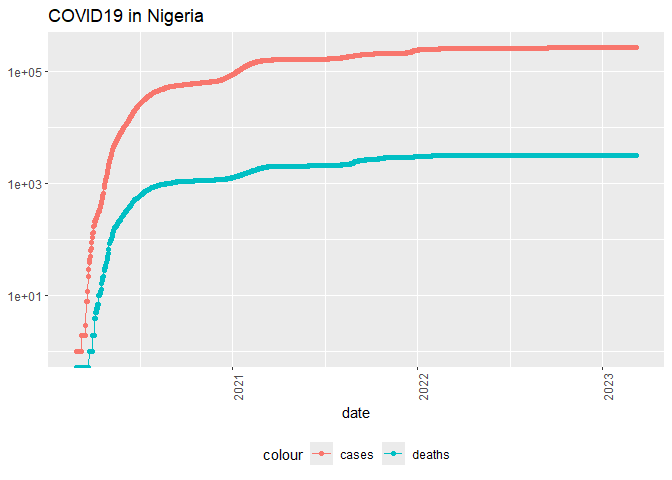 COVID19 in Nigeria
1e+05
1e+03
1e+01
2021
2022
2023
date
colour cases deaths